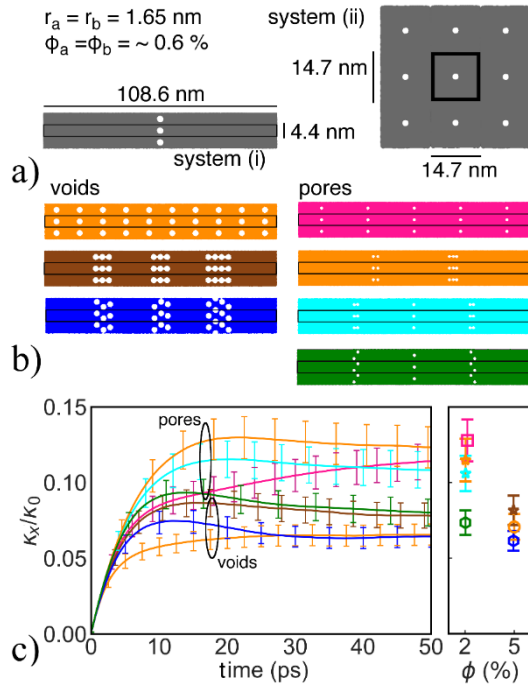 r_a = r_b = 1.65 nm
ϕ_a =ϕ_b = ~ 0.6 %
system (ii)
14.7 nm
108.6 nm
4.4 nm
system (i)
14.7 nm
a)
voids
pores
b)
0.15
0.10
0.05
0.00
κ_x/κ_0
pores
voids
0 10 20 30 40 50
time (ps)
2 5
ϕ (%)
c)